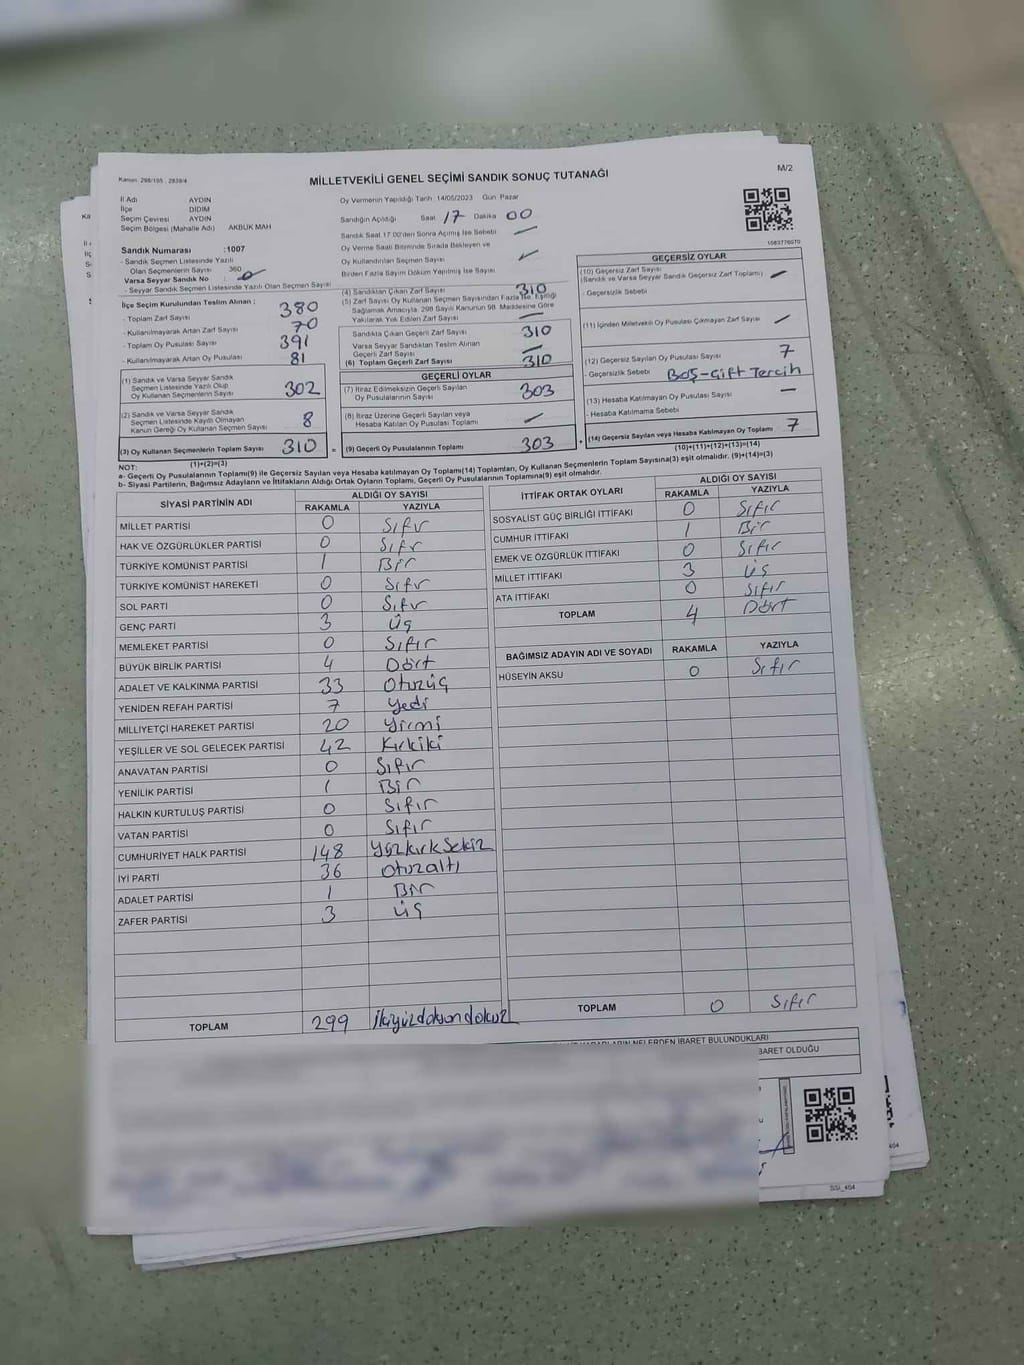 Kanun: 298/105 , 2839/4
MİLLETVEKİLİ GENEL SEÇİMİ SANDIK SONUÇ TUTANAĞI
M/2
İl Adı AYDIN
İlçe DİDİM
Seçim Çevresi AYDIN
Seçim Bölgesi (Mahalle Adı) AKBÜK MAH
Sandık Numarası :1007
- Sandık Seçmen Listesinde Yazılı
Olan Seçmenlerin Sayısı 360
Varsa Seyyar Sandık No :
- Seyyar Sandık Seçmen Listesinde Yazılı Olan Seçmen Sayısı
Oy Vermenin Yapıldığı Tarih 14/05/2023 Gün Pazar
Sandığın Açıldığı Saat 17 Dakika 00
Sandık Saat 17.00'den Sonra Açılmış İse Sebebi
Oy Verme Saati Bitiminde Sırada Bekleyen ve
Oy Kullandırılan Seçmen Sayısı
Birden Fazla Sayım Döküm Yapılmış İse Sayısı
İlçe Seçim Kurulundan Teslim Alınan ;
- Toplam Zarf Sayısı 380
- Kullanılmayarak Artan Zarf Sayısı 70
- Toplam Oy Pusulası Sayısı 391
- Kullanılmayarak Artan Oy Pusulası 81
(1) Sandık ve Varsa Seyyar Sandık
Seçmen Listesinde Yazılı Olup
Oy Kullanan Seçmenlerin Sayısı 302
(2) Sandık ve Varsa Seyyar Sandık
Seçmen Listesinde Kayıtlı Olmayan
Kanun Gereği Oy Kullanan Seçmen Sayısı 8
(3) Oy Kullanan Seçmenlerin Toplam Sayısı 310
(1)+(2)=(3)
(4) Sandıktan Çıkan Zarf Sayısı 310
(5) Zarf Sayısı Oy Kullanan Seçmen Sayısından Fazla İse, Eşitliği
Sağlamak Amacıyla, 298 Sayılı Kanunun 98. Maddesine Göre
Yakılarak Yok Edilen Zarf Sayısı
Sandıkta Çıkan Geçerli Zarf Sayısı 310
Varsa Seyyar Sandıktan Teslim Alınan
Geçerli Zarf Sayısı
(6) Toplam Geçerli Zarf Sayısı 310
GEÇERLİ OYLAR
(7) İtiraz Edilmeksizin Geçerli Sayılan
Oy Pusulalarının Sayısı 303
(8) İtiraz Üzerine Geçerli Sayılan veya
Hesaba Katılan Oy Pusulası Toplamı
= (9) Geçerli Oy Pusulalarının Toplamı 303
1083776070
GEÇERSİZ OYLAR
(10) Geçersiz Zarf Sayısı
(Sandık ve Varsa Seyyar Sandık Geçersiz Zarf Toplamı)
- Geçersizlik Sebebi
(11) İçinden Milletvekili Oy Pusulası Çıkmayan Zarf Sayısı
(12) Geçersiz Sayılan Oy Pusulası Sayısı 7
- Geçersizlik Sebebi BOŞ-Çift Tercih
(13) Hesaba Katılmayan Oy Pusulası Sayısı
- Hesaba Katılmama Sebebi
+ (14) Geçersiz Sayılan veya Hesaba Katılmayan Oy Toplamı 7
(10)+(11)+(12)+(13)=(14)
NOT:
a- Geçerli Oy Pusulalarının Toplamı(9) ile Geçersiz Sayılan veya Hesaba katılmayan Oy Toplamı(14) Toplamları, Oy Kullanan Seçmenlerin Toplam Sayısına(3) eşit olmalıdır. (9)+(14)=(3)
b- Siyasi Partilerin, Bağımsız Adayların ve İttifakların Aldığı Ortak Oyların Toplamı, Geçerli Oy Pusulalarının Toplamına(9) eşit olmalıdır.
SİYASİ PARTİNİN ADI ALDIĞI OY SAYISI
RAKAMLA YAZIYLA
MİLLET PARTİSİ 0 Sıfır
HAK VE ÖZGÜRLÜKLER PARTİSİ 0 Sıfır
TÜRKİYE KOMÜNİST PARTİSİ 1 Bir
TÜRKİYE KOMÜNİST HAREKETİ 0 Sıfır
SOL PARTİ 0 Sıfır
GENÇ PARTİ 3 Üç
MEMLEKET PARTİSİ 0 Sıfır
BÜYÜK BİRLİK PARTİSİ 4 Dört
ADALET VE KALKINMA PARTİSİ 33 Otuzüç
YENİDEN REFAH PARTİSİ 7 Yedi
MİLLİYETÇİ HAREKET PARTİSİ 20 Yirmi
YEŞİLLER VE SOL GELECEK PARTİSİ 42 Kırkiki
ANAVATAN PARTİSİ 0 Sıfır
YENİLİK PARTİSİ 1 Bir
HALKIN KURTULUŞ PARTİSİ 0 Sıfır
VATAN PARTİSİ 0 Sıfır
CUMHURİYET HALK PARTİSİ 148 Yüzkırksekiz
İYİ PARTİ 36 Otuzaltı
ADALET PARTİSİ 1 Bir
ZAFER PARTİSİ 3 Üç
TOPLAM 299 İkiyüzdoksandokuz
İTTİFAK ORTAK OYLARI ALDIĞI OY SAYISI
RAKAMLA YAZIYLA
SOSYALİST GÜÇ BİRLİĞİ İTTİFAKI 0 Sıfır
CUMHUR İTTİFAKI 1 Bir
EMEK VE ÖZGÜRLÜK İTTİFAKI 0 Sıfır
MİLLET İTTİFAKI 3 Üç
ATA İTTİFAKI 0 Sıfır
TOPLAM 4 Dört
BAĞIMSIZ ADAYIN ADI VE SOYADI RAKAMLA YAZIYLA
HÜSEYİN AKSU 0 Sıfır
TOPLAM 0 Sıfır
NELERDEN İBARET BULUNDUKLARI
BARET OLDUĞU